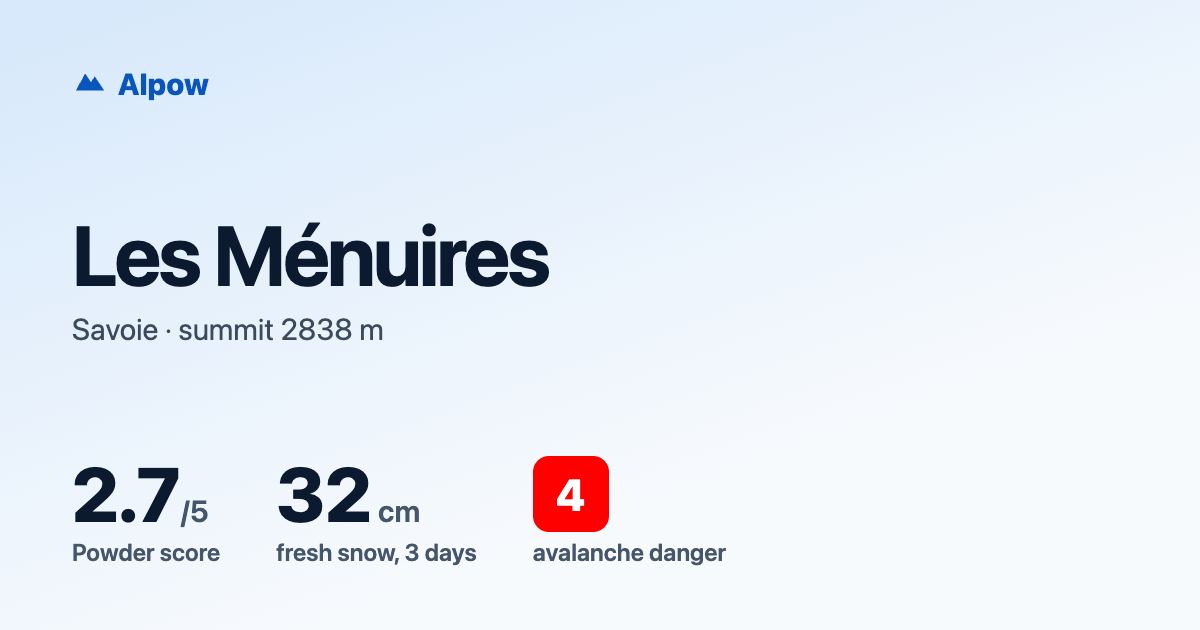 Alpow
Les Ménuires
Savoie · summit 2838 m
2.7/5
Powder score
32 cm
fresh snow, 3 days
4
avalanche danger